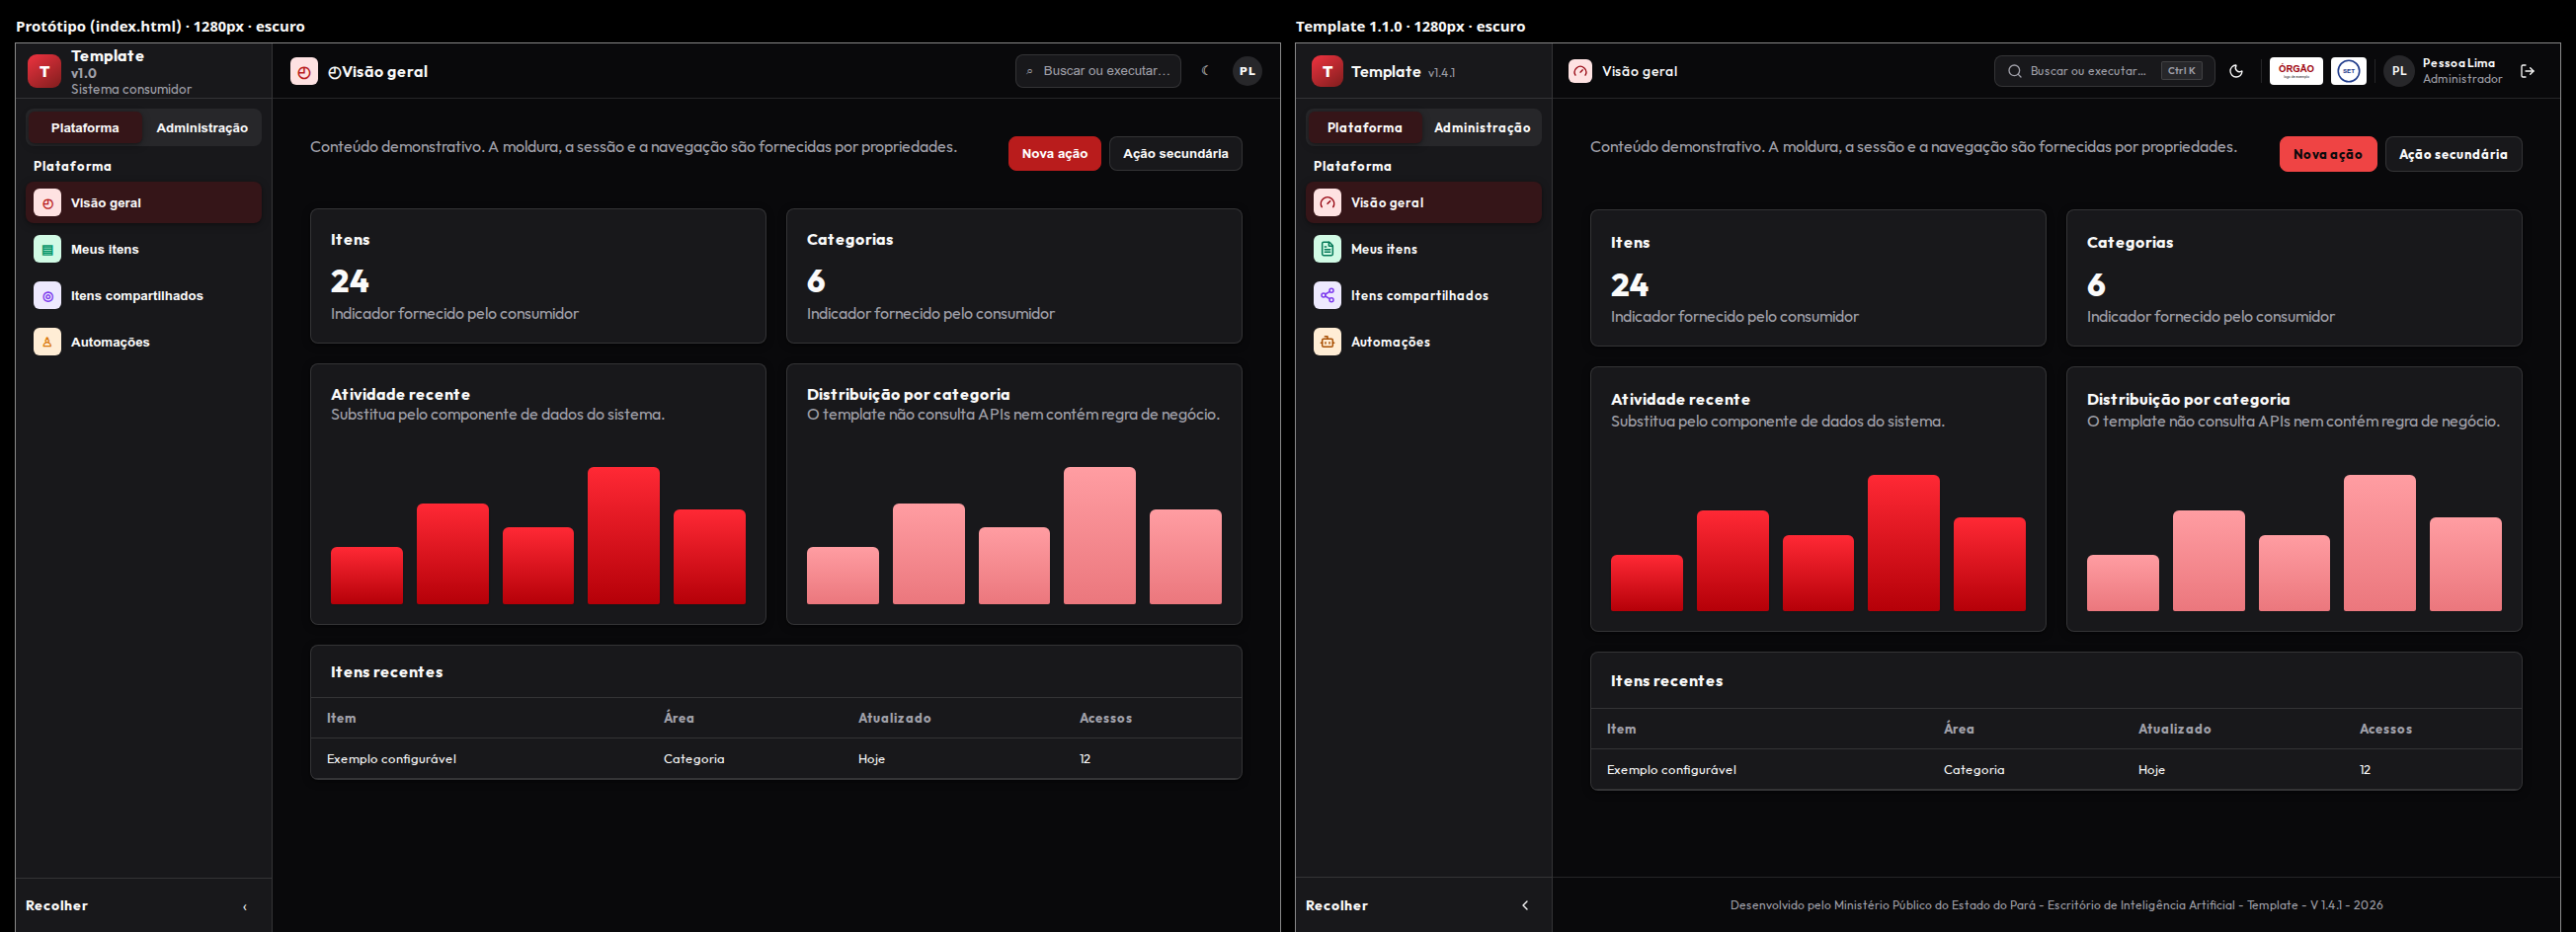 Protótipo (index.html) · 1280px · escuro
T
Template
v1.0
Sistema consumidor
Visão geral
Buscar ou executar…
PL
Plataforma
Administração
Plataforma
Visão geral
Meus itens
Itens compartilhados
Automações
Recolher
Conteúdo demonstrativo. A moldura, a sessão e a navegação são fornecidas por propriedades.
Nova ação
Ação secundária
Itens
24
Indicador fornecido pelo consumidor
Categorias
6
Indicador fornecido pelo consumidor
Atividade recente
Substitua pelo componente de dados do sistema.
Distribuição por categoria
O template não consulta APIs nem contém regra de negócio.
Itens recentes
Item Área Atualizado Acessos
Exemplo configurável Categoria Hoje 12
Template 1.1.0 · 1280px · escuro
T
Template v1.4.1
Visão geral
Buscar ou executar… Ctrl K
ÓRGÃO
SET
PL
Pessoa Lima
Administrador
Plataforma
Administração
Plataforma
Visão geral
Meus itens
Itens compartilhados
Automações
Recolher
Conteúdo demonstrativo. A moldura, a sessão e a navegação são fornecidas por propriedades.
Nova ação
Ação secundária
Itens
24
Indicador fornecido pelo consumidor
Categorias
6
Indicador fornecido pelo consumidor
Atividade recente
Substitua pelo componente de dados do sistema.
Distribuição por categoria
O template não consulta APIs nem contém regra de negócio.
Itens recentes
Item Área Atualizado Acessos
Exemplo configurável Categoria Hoje 12
Desenvolvido pelo Ministério Público do Estado do Pará - Escritório de Inteligência Artificial - Template - V 1.4.1 - 2026